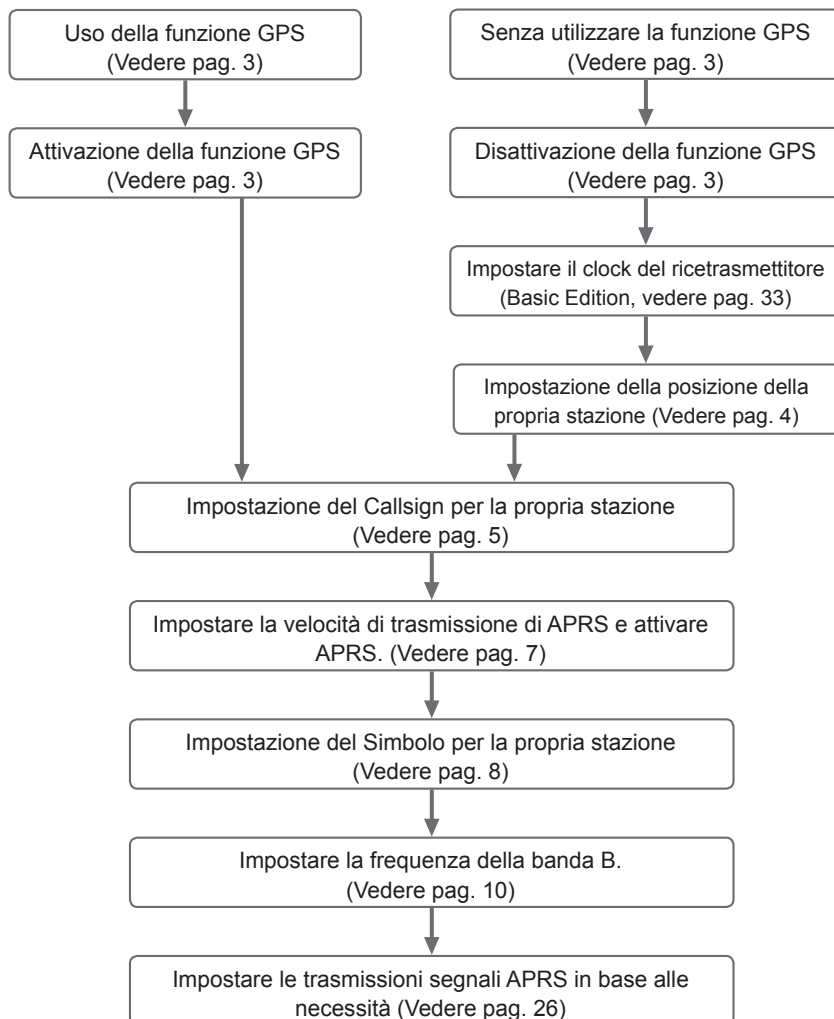 Uso della funzione GPS
(Vedere pag. 3)
Senza utilizzare la funzione GPS
(Vedere pag. 3)
Attivazione della funzione GPS
(Vedere pag. 3)
Disattivazione della funzione GPS
(Vedere pag. 3)
Impostare il clock del ricetrasmettitore
(Basic Edition, vedere pag. 33)
Impostazione della posizione della
propria stazione (Vedere pag. 4)
Impostazione del Callsign per la propria stazione
(Vedere pag. 5)
Impostare la velocità di trasmissione di APRS e attivare
APRS. (Vedere pag. 7)
Impostazione del Simbolo per la propria stazione
(Vedere pag. 8)
Impostare la frequenza della banda B.
(Vedere pag. 10)
Impostare le trasmissioni segnali APRS in base alle
necessità (Vedere pag. 26)